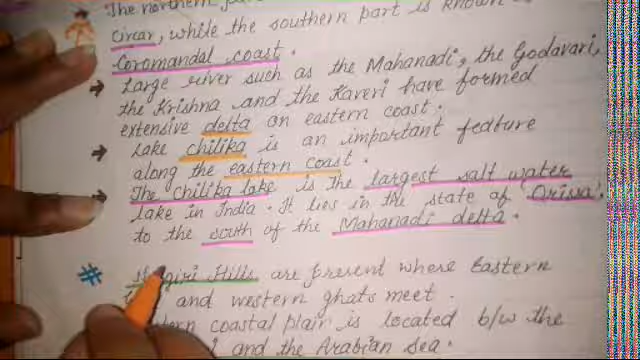 The northern part
Circar, while the southern part is known
Coromandal coast.
Large river such as the Mahanadi, the Godavari,
the Krishna and the Kaveri have formed
extensive delta on eastern coast.
Lake Chilika is an important fedture
along the eastern coast.
The Chilika lake is the largest salt water
lake in India. It lies in the state of Orissa,
to the south of the Mahanadi delta.
# Hills are present where Eastern
and western ghats meet.
coastal plain is located b/w the
and the Arabian Sea.